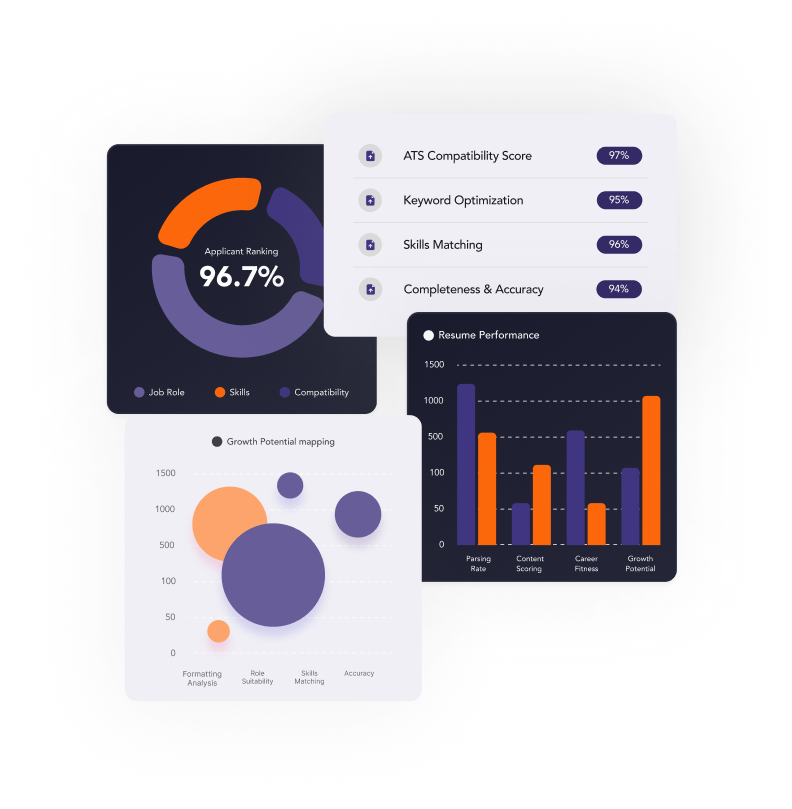 Applicant Ranking
96.7%
Job Role
Skills
Compatibility
ATS Compatibility Score 97%
Keyword Optimization 95%
Skills Matching 96%
Completeness & Accuracy 94%
Resume Performance
1500
1000
500
100
50
0
Parsing
Rate
Content
Scoring
Career
Fitness
Growth
Potential
Growth Potential mapping
1500
1000
500
100
50
0
Formatting
Analysis
Role
Suitability
Skills
Matching
Accuracy